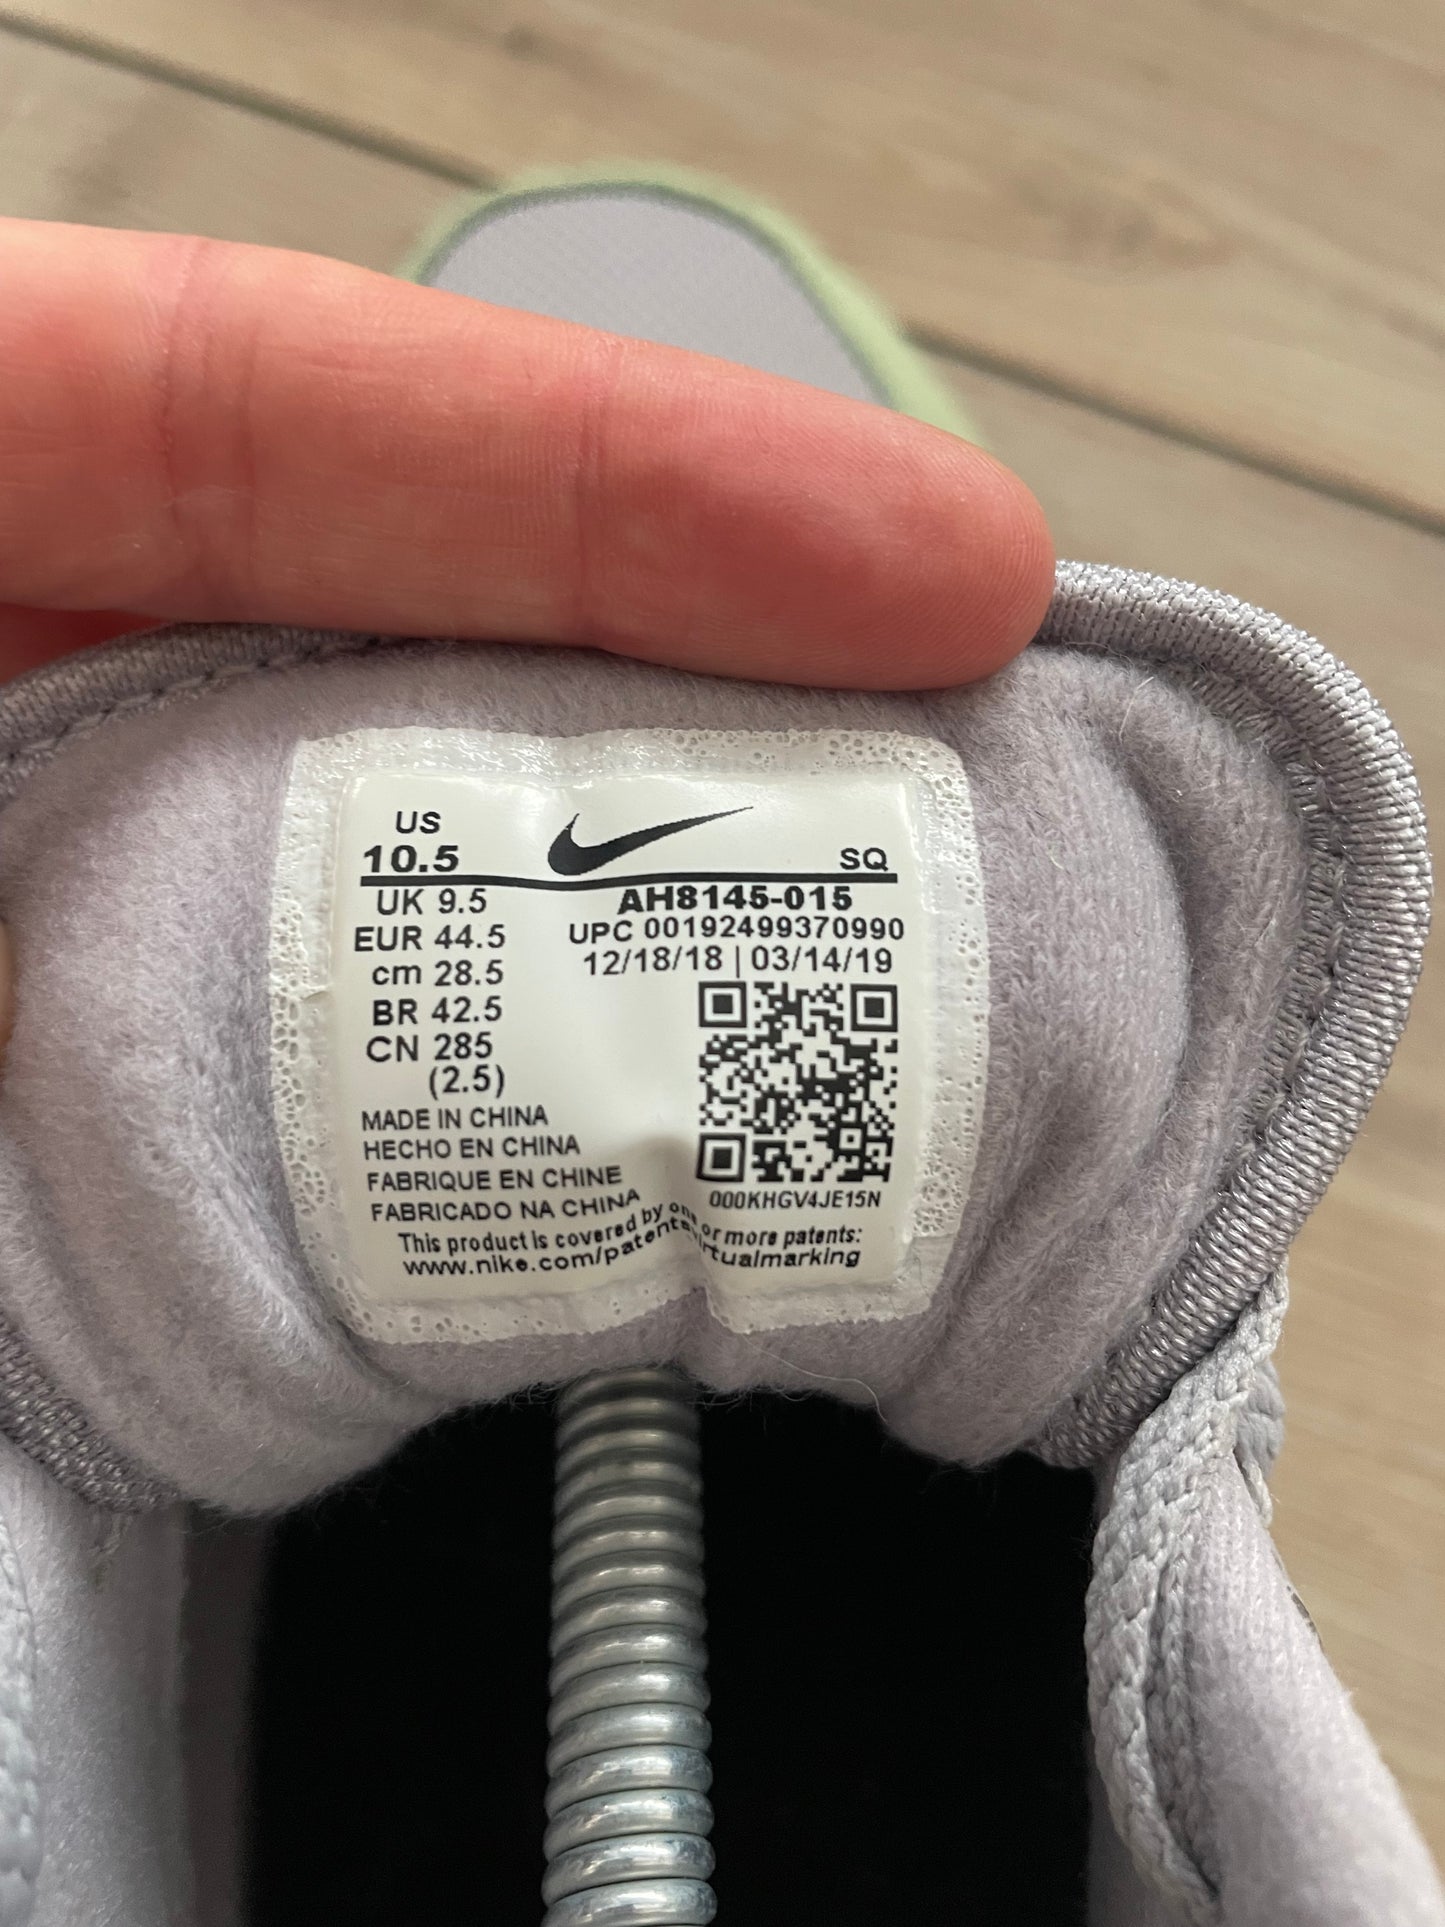 US
10.5
SQ
UK 9.5
EUR 44.5
cm 28.5
BR 42.5
CN 285
(2.5)
AH8145-015
UPC 00192499370990
12/18/18 | 03/14/19
000KHGV4JE15N
MADE IN CHINA
HECHO EN CHINA
FABRIQUE EN CHINE
FABRICADO NA CHINA
This product is covered by one or more patents:
www.nike.com/patents-virtualmarking